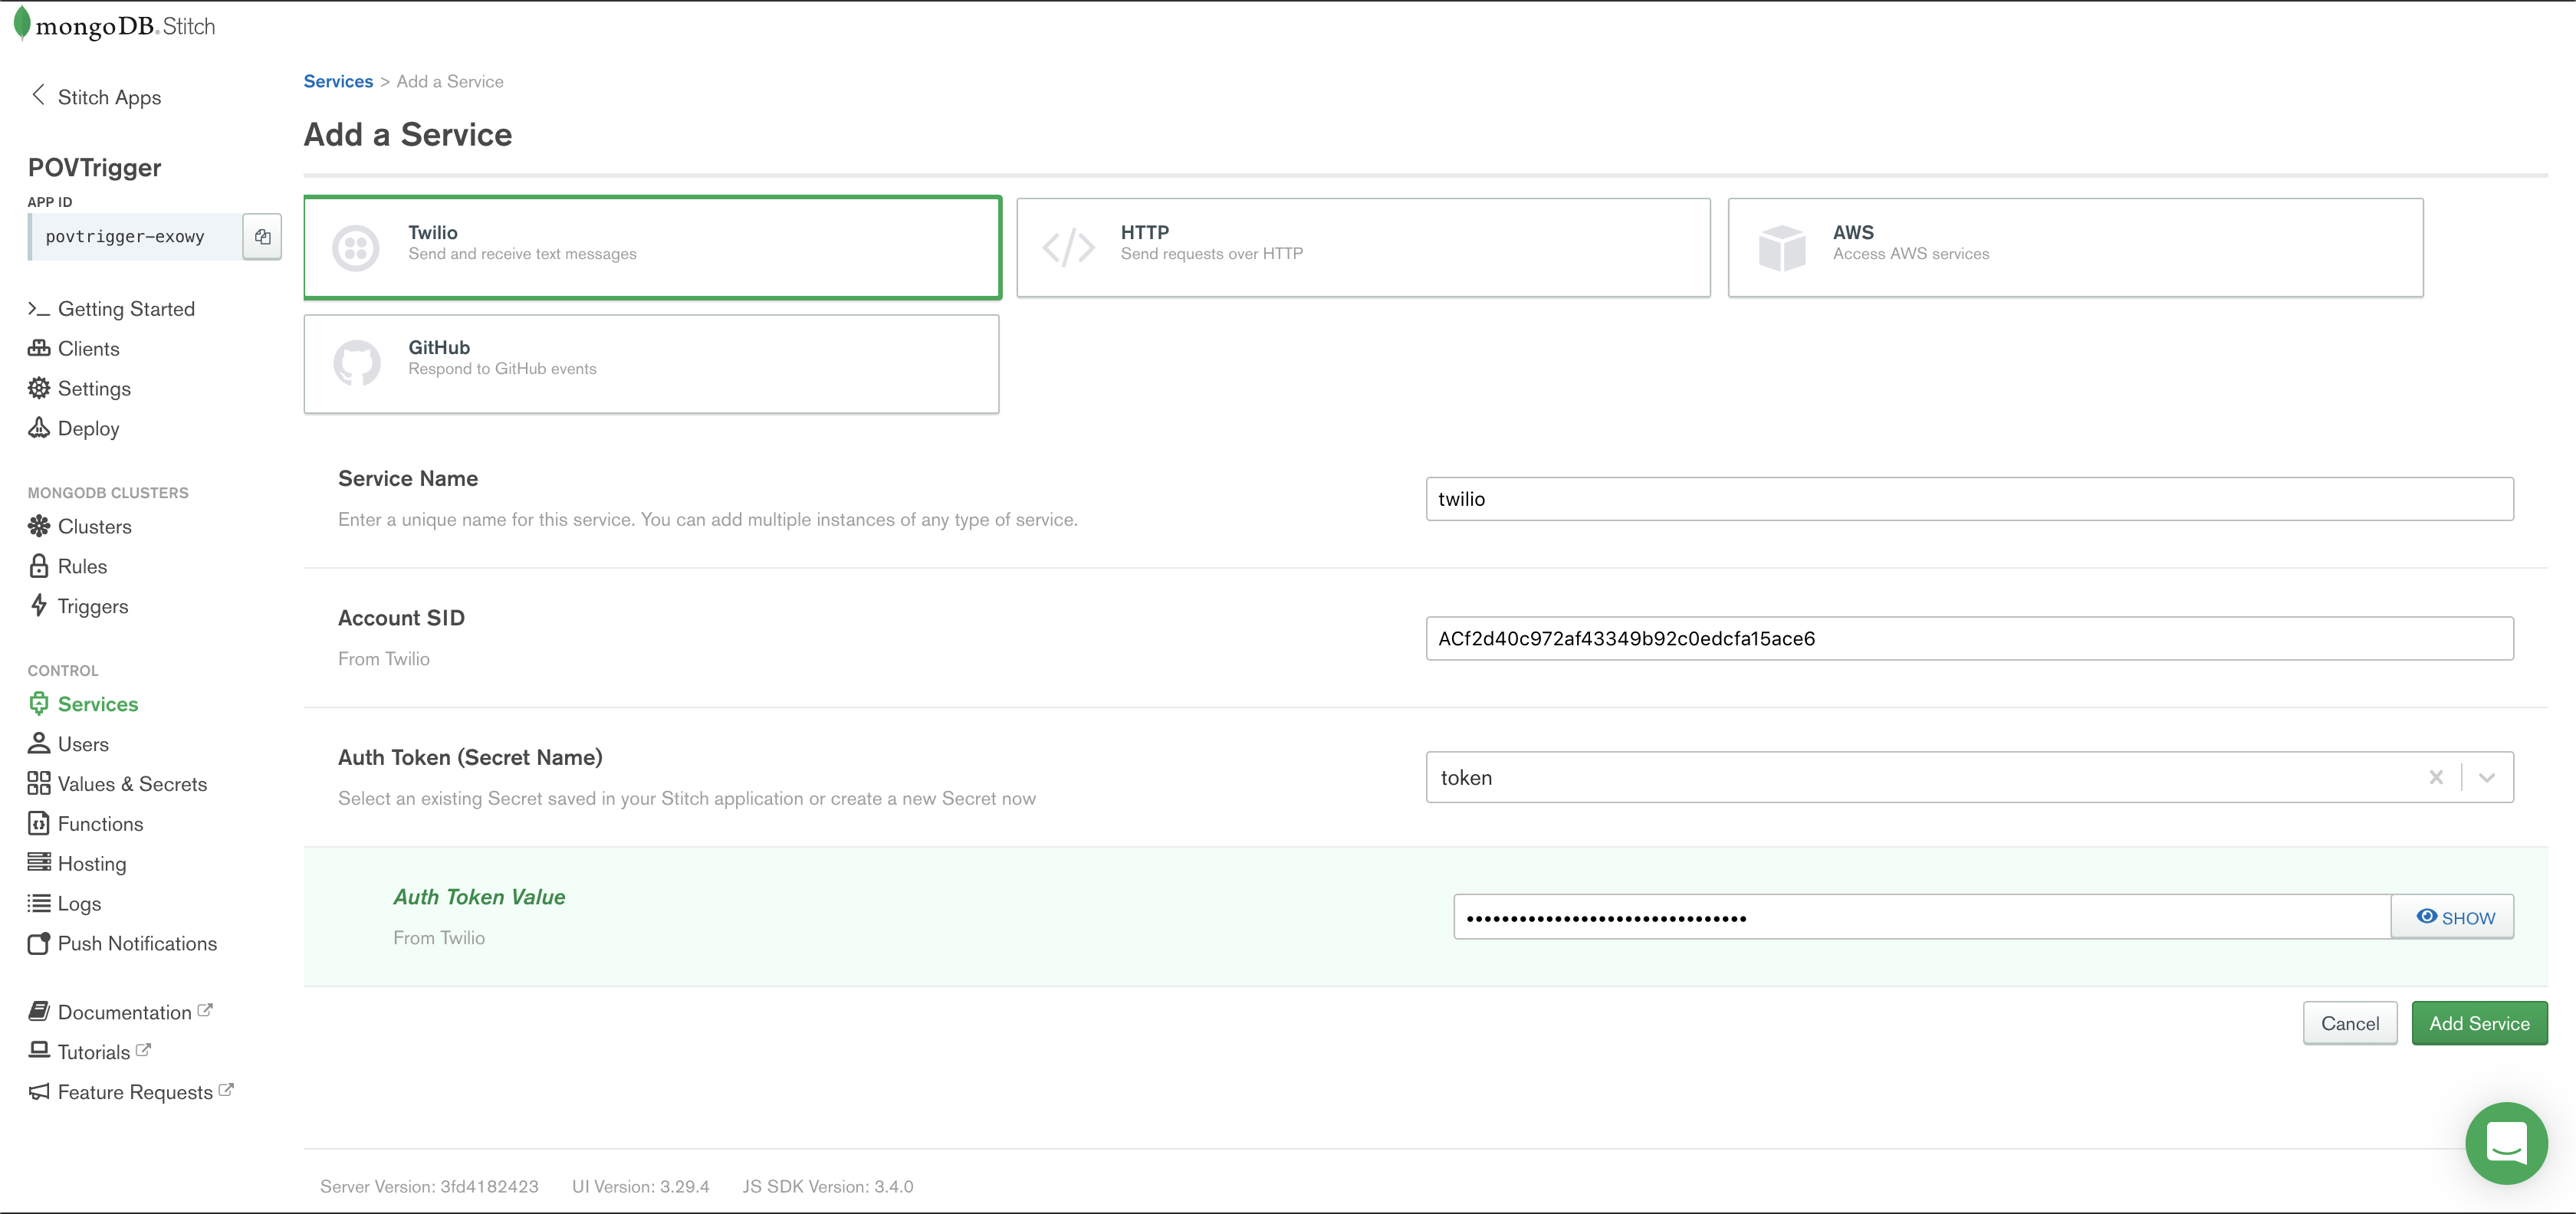 mongoDB. Stitch
Stitch Apps
POVTrigger
APP ID
povtrigger-exowy
Getting Started
Clients
Settings
Deploy
MONGODB CLUSTERS
Clusters
Rules
Triggers
CONTROL
Services
Users
Values & Secrets
Functions
Hosting
Logs
Push Notifications
Documentation
Tutorials
Feature Requests
Services > Add a Service
Add a Service
Twilio
Send and receive text messages
HTTP
Send requests over HTTP
AWS
Access AWS services
GitHub
Respond to GitHub events
Service Name
Enter a unique name for this service. You can add multiple instances of any type of service.
twilio
Account SID
From Twilio
ACf2d40c972af43349b92c0edcfa15ace6
Auth Token (Secret Name)
Select an existing Secret saved in your Stitch application or create a new Secret now
token
Auth Token Value
From Twilio
••••••••••••••••••••••••••••••••
SHOW
Cancel
Add Service
Server Version: 3fd4182423 UI Version: 3.29.4 JS SDK Version: 3.4.0